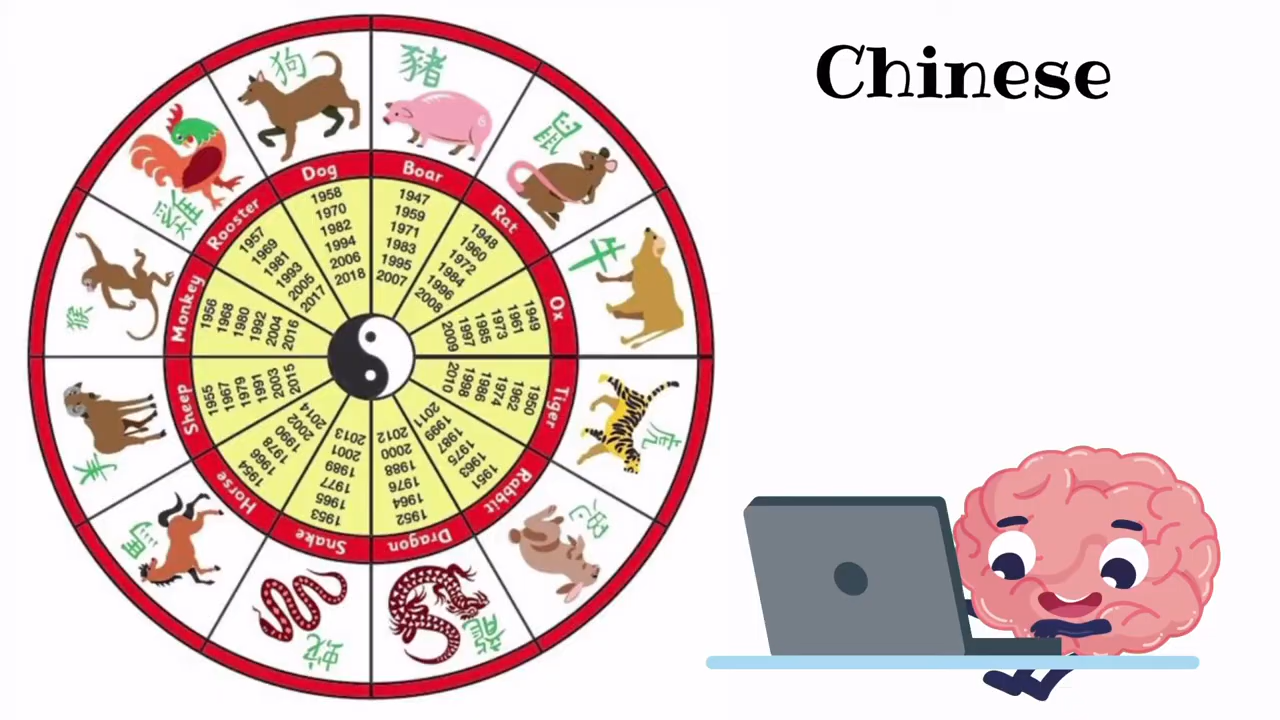 Chinese
豬
Boar
1947
1959
1971
1983
1995
2007
鼠
Rat
1948
1960
1972
1984
1996
2008
牛
Ox
1949
1961
1973
1985
1997
2009
虎
Tiger
1950
1962
1974
1986
1998
2010
兔
Rabbit
1951
1963
1975
1987
1999
2011
龍
Dragon
1952
1964
1976
1988
2000
2012
蛇
Snake
1953
1965
1977
1989
2001
2013
馬
Horse
1954
1966
1978
1990
2002
2014
羊
Sheep
1955
1967
1979
1991
2003
2015
猴
Monkey
1956
1968
1980
1992
2004
2016
雞
Rooster
1957
1969
1981
1993
2005
2017
狗
Dog
1958
1970
1982
1994
2006
2018